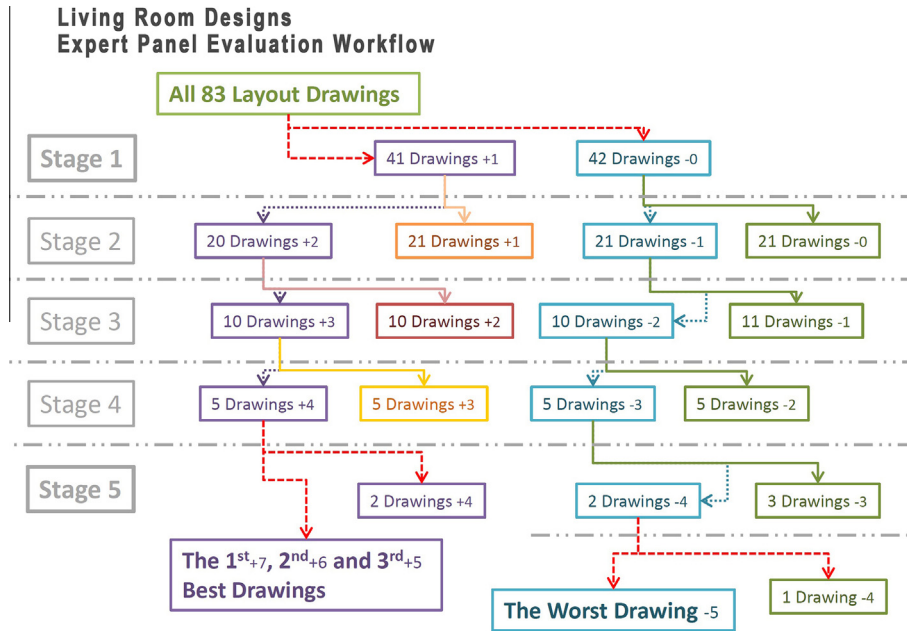 Living Room Designs
Expert Panel Evaluation Workflow
All 83 Layout Drawings
Stage 1
41 Drawings +1
42 Drawings -0
Stage 2
20 Drawings +2
21 Drawings +1
21 Drawings -1
21 Drawings -0
Stage 3
10 Drawings +3
10 Drawings +2
10 Drawings -2
11 Drawings -1
Stage 4
5 Drawings +4
5 Drawings +3
5 Drawings -3
5 Drawings -2
Stage 5
2 Drawings +4
2 Drawings -4
3 Drawings -3
The 1st+7, 2nd+6 and 3rd+5
Best Drawings
The Worst Drawing -5
1 Drawing -4